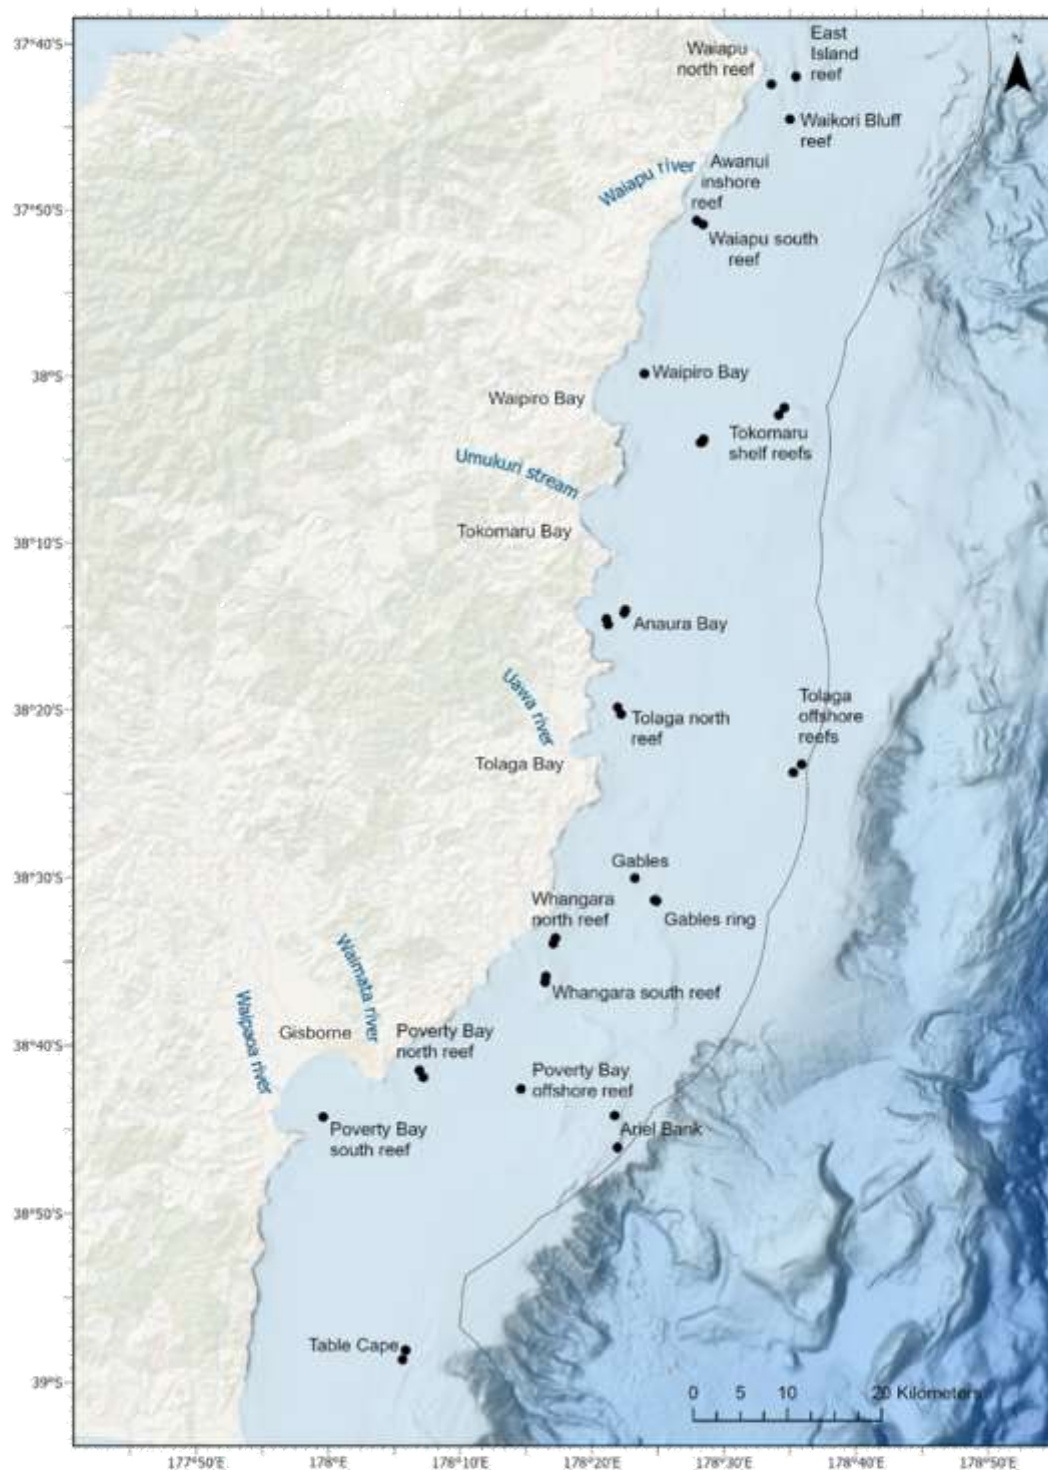 37°40'S
Waiapu
north reef
East
Island
reef
N
Waikori Bluff
reef
Waiapu river
Awanui
inshore
reef
37°50'S
Waiapu south
reef
38°S
Waipiro Bay
Waipiro Bay
Tokomaru
shelf reefs
Umukuri stream
Tokomaru Bay
38°10'S
Anaura Bay
Uawa river
38°20'S
Tolaga north
reef
Tolaga
offshore
reefs
Tolaga Bay
38°30'S
Gables
Whangara
north reef
Gables ring
Whangara south reef
Waimata river
Waipaoa river
Gisborne
38°40'S
Poverty Bay
north reef
Poverty Bay
offshore reef
Poverty Bay
south reef
Ariel Bank
38°50'S
Table Cape
39°S
0 5 10 20 Kilometers
177°50'E 178°E 178°10'E 178°20'E 178°30'E 178°40'E 178°50'E